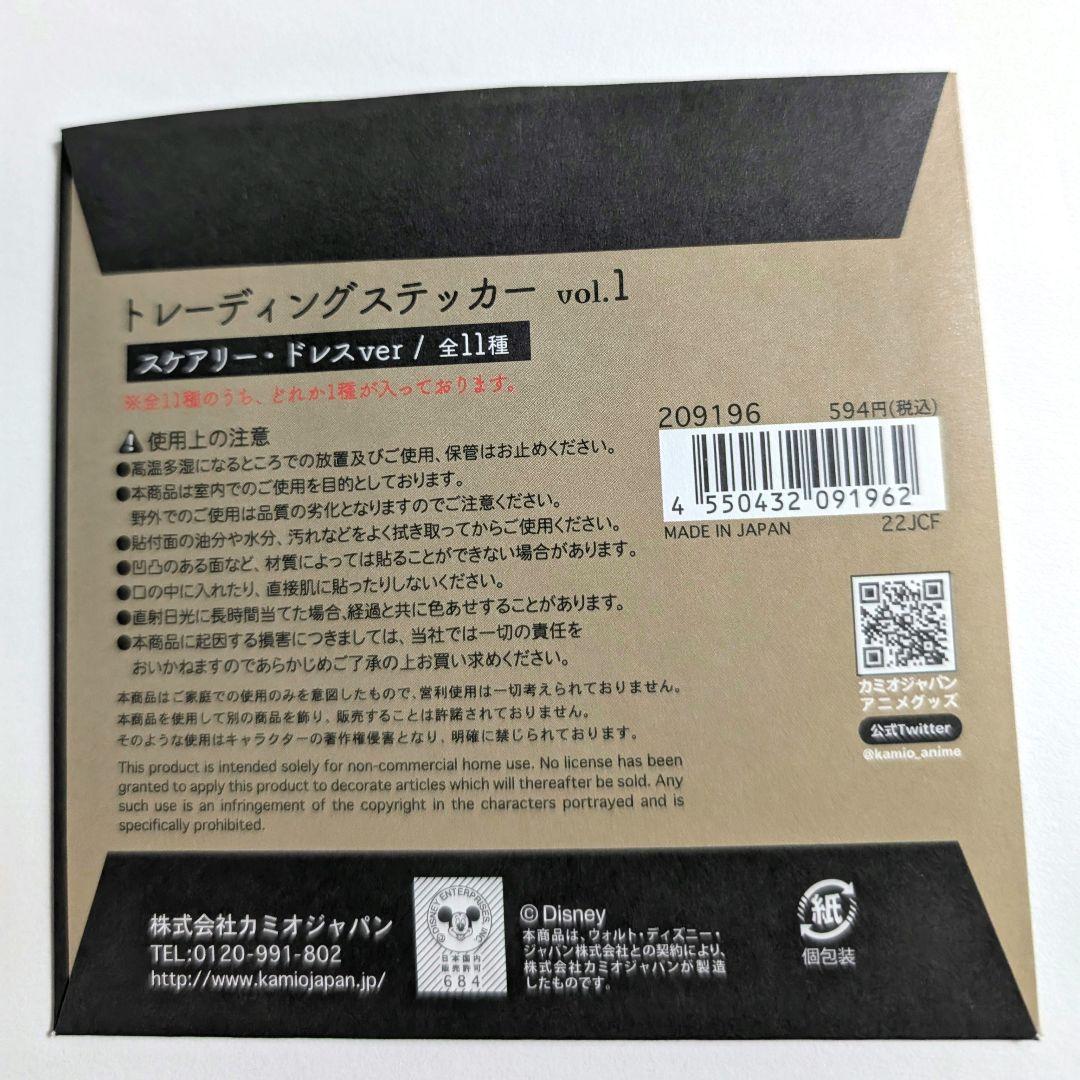 トレーディングステッカー vol.1
スケアリー・ドレスver / 全11種
※全11種のうち、どれか1種が入っております。
使用上の注意
●高温多湿になるところでの放置及びご使用、保管はお止めください。
●本商品は室内でのご使用を目的としております。
野外でのご使用は品質の劣化となりますのでご注意ください。
●貼付面の油分や水分、汚れなどをよく拭き取ってからご使用ください。
●凹凸のある面など、材質によっては貼ることができない場合があります。
●口の中に入れたり、直接肌に貼ったりしないください。
●直射日光に長時間当てた場合、経過と共に色あせすることがあります。
●本商品に起因する損害につきましては、当社では一切の責任を
おいかねますのであらかじめご了承の上お買い求めください。
本商品はご家庭での使用のみを意図したもので、営利使用は一切考えられておりません。
本商品を使用して別の商品を飾り、販売することは許諾されておりません。
そのような使用はキャラクターの著作権侵害となり、明確に禁じられております。
This product is intended solely for non-commercial home use. No license has been
granted to apply this product to decorate articles which will thereafter be sold. Any
such use is an infringement of the copyright in the characters portrayed and is
specifically prohibited.
209196 594円(税込)
4 550432 091962
MADE IN JAPAN 22JCF
カミオジャパン
アニメグッズ
公式Twitter
@kamio_anime
株式会社カミオジャパン
TEL:0120-991-802
http://www.kamiojapan.jp/
© DISNEY ENTERPRISES, INC.
日本国内
販売許可
684
© Disney
本商品は、ウォルト・ディズニー・
ジャパン株式会社との契約により、
株式会社カミオジャパンが製造
したものです。
紙
個包装